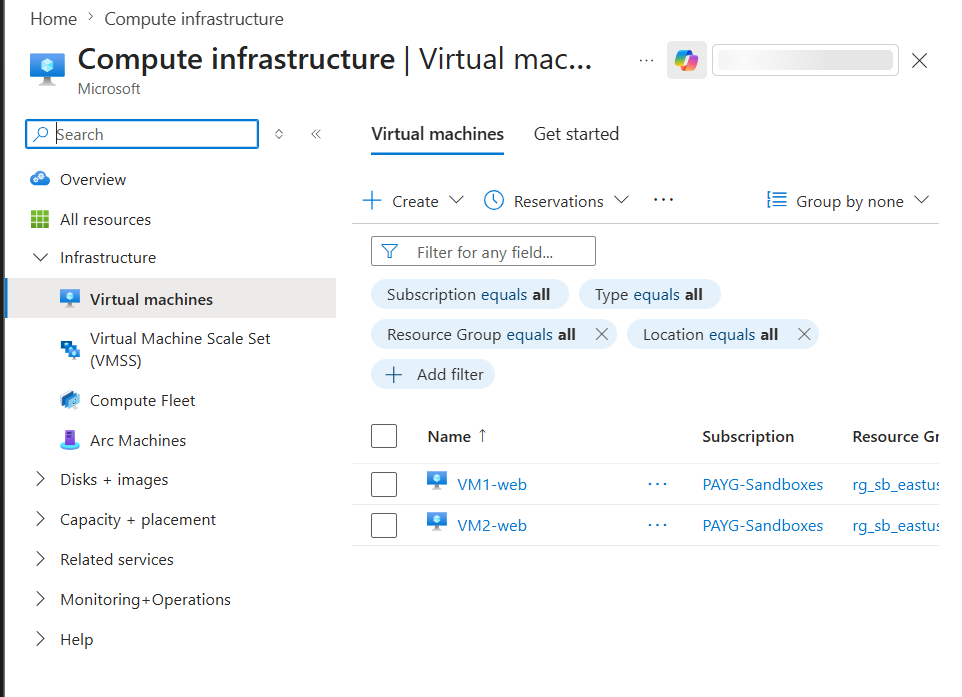 Home > Compute infrastructure
Compute infrastructure | Virtual mac...
Microsoft
Search
Overview
All resources
Infrastructure
Virtual machines
Virtual Machine Scale Set
(VMSS)
Compute Fleet
Arc Machines
Disks + images
Capacity + placement
Related services
Monitoring+Operations
Help
Virtual machines Get started
Create Reservations ... Group by none
Filter for any field...
Subscription equals all Type equals all
Resource Group equals all Location equals all
Add filter
Name ↑ Subscription Resource Gr
VM1-web ... PAYG-Sandboxes rg_sb_eastus
VM2-web ... PAYG-Sandboxes rg_sb_eastus